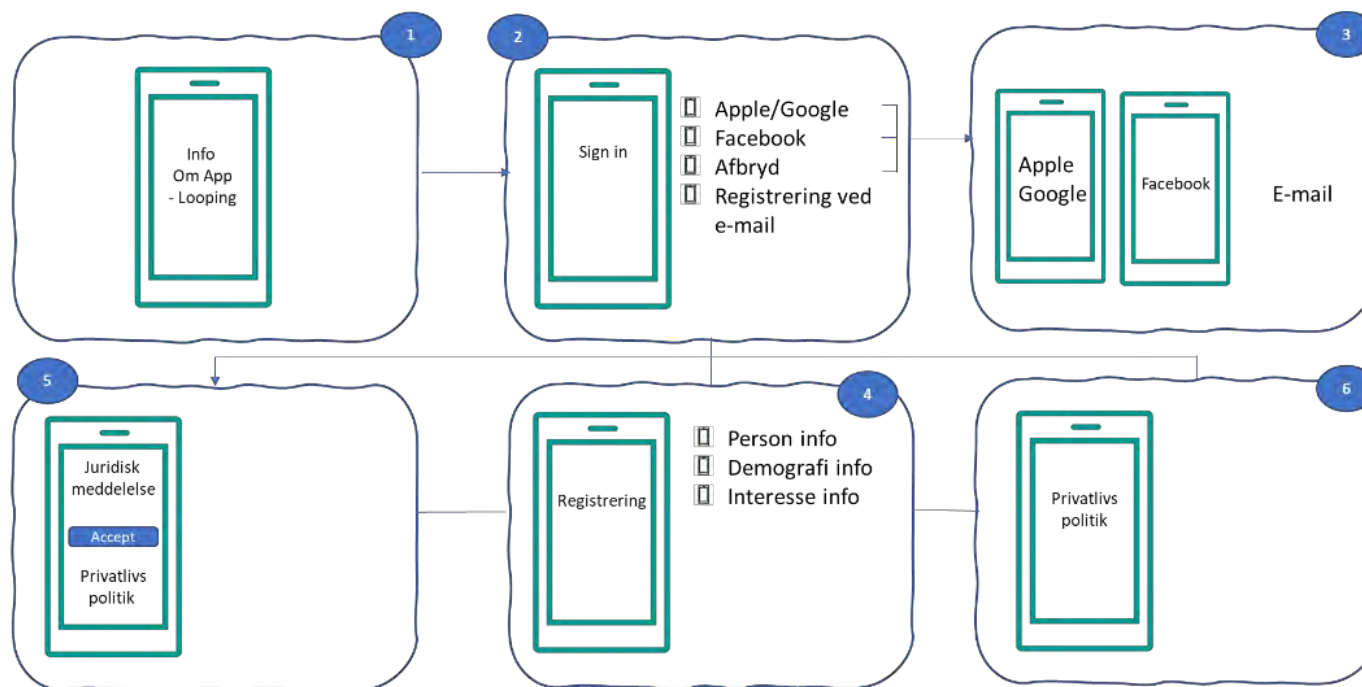 1
Info
Om App
- Looping
2
Sign in
Apple/Google
Facebook
Afbryd
Registrering ved
e-mail
3
Apple
Google
Facebook
E-mail
5
Juridisk
meddelelse
Accept
Privatlivs
politik
4
Registrering
Person info
Demografi info
Interesse info
6
Privatlivs
politik